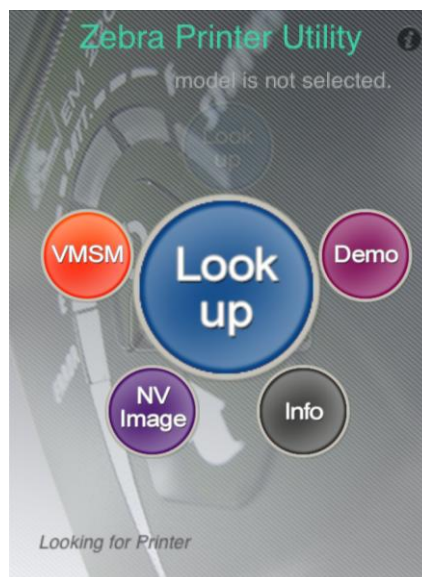 Zebra Printer Utility
i
model is not selected.
Look
up
VMSM
Look
up
Demo
NV
Image
Info
Looking for Printer